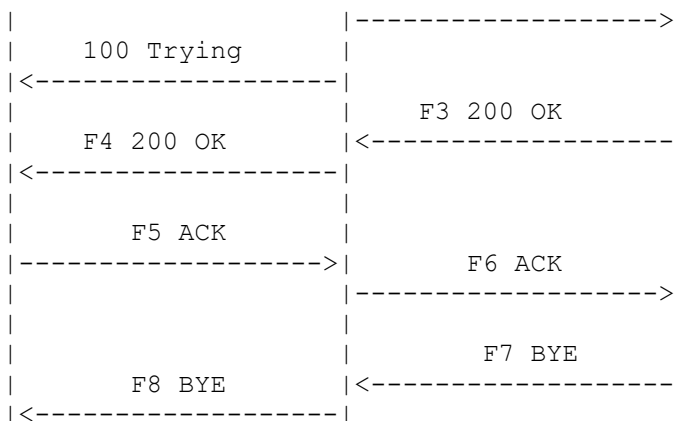 |                    |------------------->
|    100 Trying      |
|<-------------------|
|                    |    F3 200 OK
|    F4 200 OK       |<-------------------
|<-------------------|
|                    |
|       F5 ACK       |
|------------------->|       F6 ACK
|                    |------------------->
|                    |
|                    |        F7 BYE
|       F8 BYE       |<-------------------
|<-------------------|